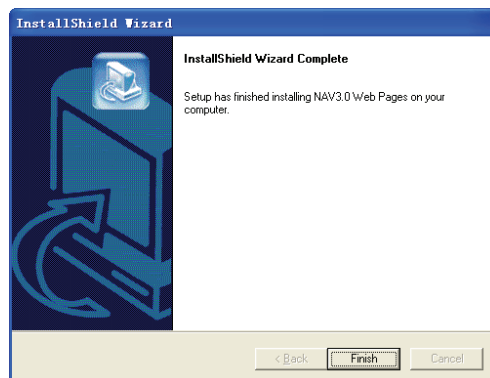 InstallShield Wizard
InstallShield Wizard Complete
Setup has finished installing NAV3.0 Web Pages on your
computer.
< Back
Finish
Cancel